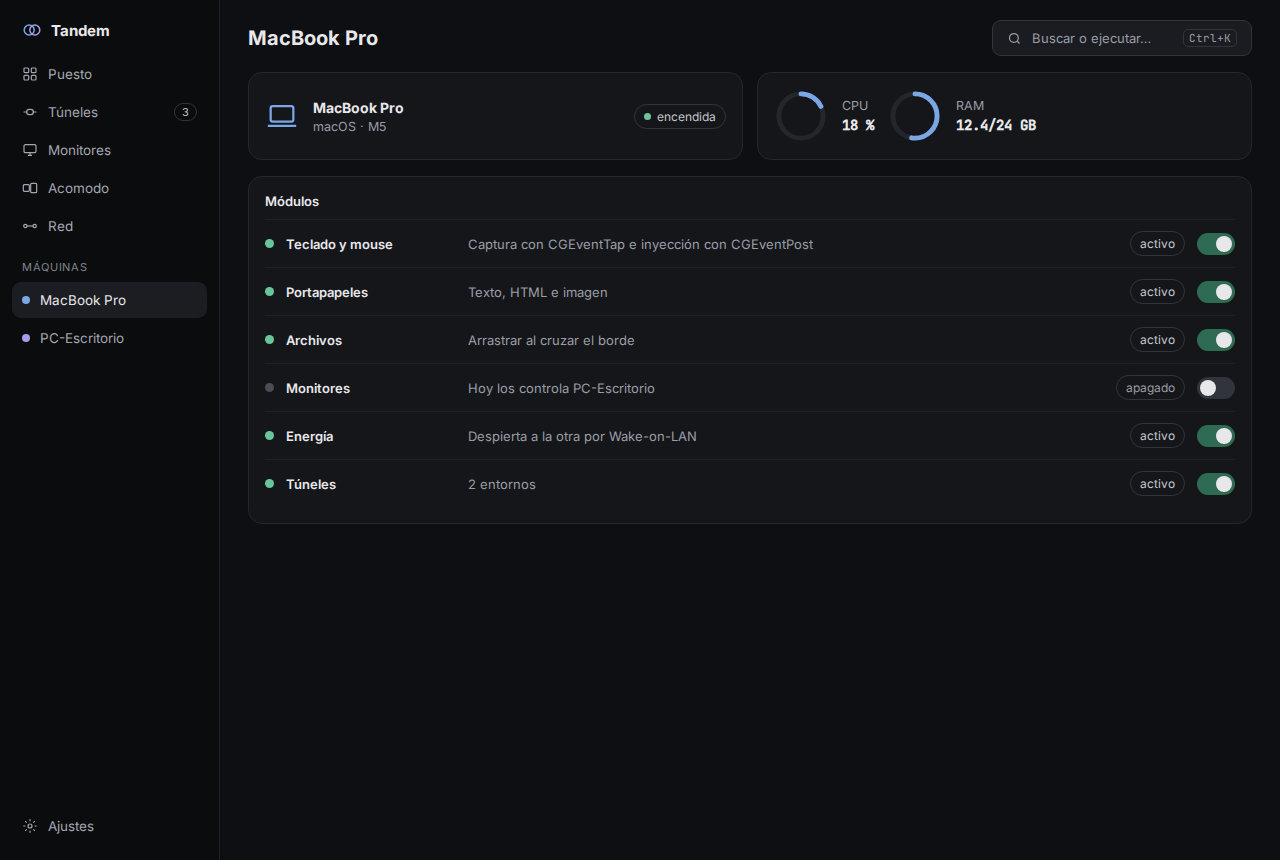 Tandem
Puesto
Túneles 3
Monitores
Acomodo
Red
MÁQUINAS
MacBook Pro
PC-Escritorio
Ajustes
MacBook Pro
Buscar o ejecutar... Ctrl+K
MacBook Pro
macOS · M5
encendida
CPU
18 %
RAM
12.4/24 GB
Módulos
Teclado y mouse Captura con CGEventTap e inyección con CGEventPost activo
Portapapeles Texto, HTML e imagen activo
Archivos Arrastrar al cruzar el borde activo
Monitores Hoy los controla PC-Escritorio apagado
Energía Despierta a la otra por Wake-on-LAN activo
Túneles 2 entornos activo